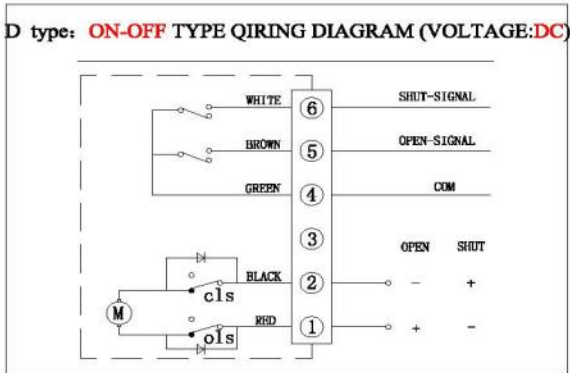 D type: ON-OFF TYPE QIRING DIAGRAM (VOLTAGE:DC)
WHITE 6 SHUT-SIGNAL
BROWN 5 OPEN-SIGNAL
GREEN 4 COM
3 OPEN SHUT
BLACK 2 - +
cls
M
RED 1 + -
ols